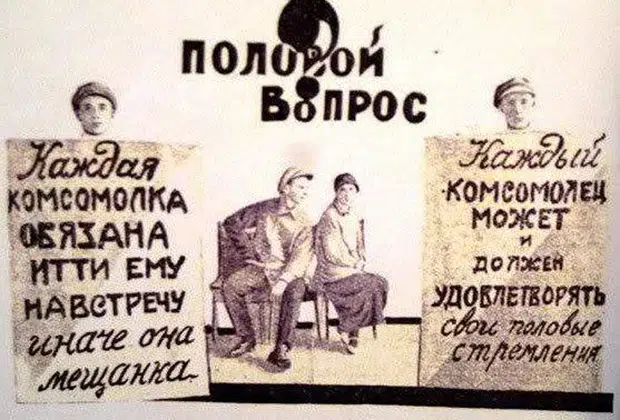 ПОЛОВОЙ
ВОПРОС
Каждая
КОМСОМОЛКА
ОБЯЗАНА
ИТТИ ЕМУ
НАВСТРЕЧУ
иначе она
мещанка.
Каждый
КОМСОМОЛЕЦ
МОЖЕТ
И
ДОЛЖЕН
УДОВЛЕТВОРЯТЬ
свои половые
стремления